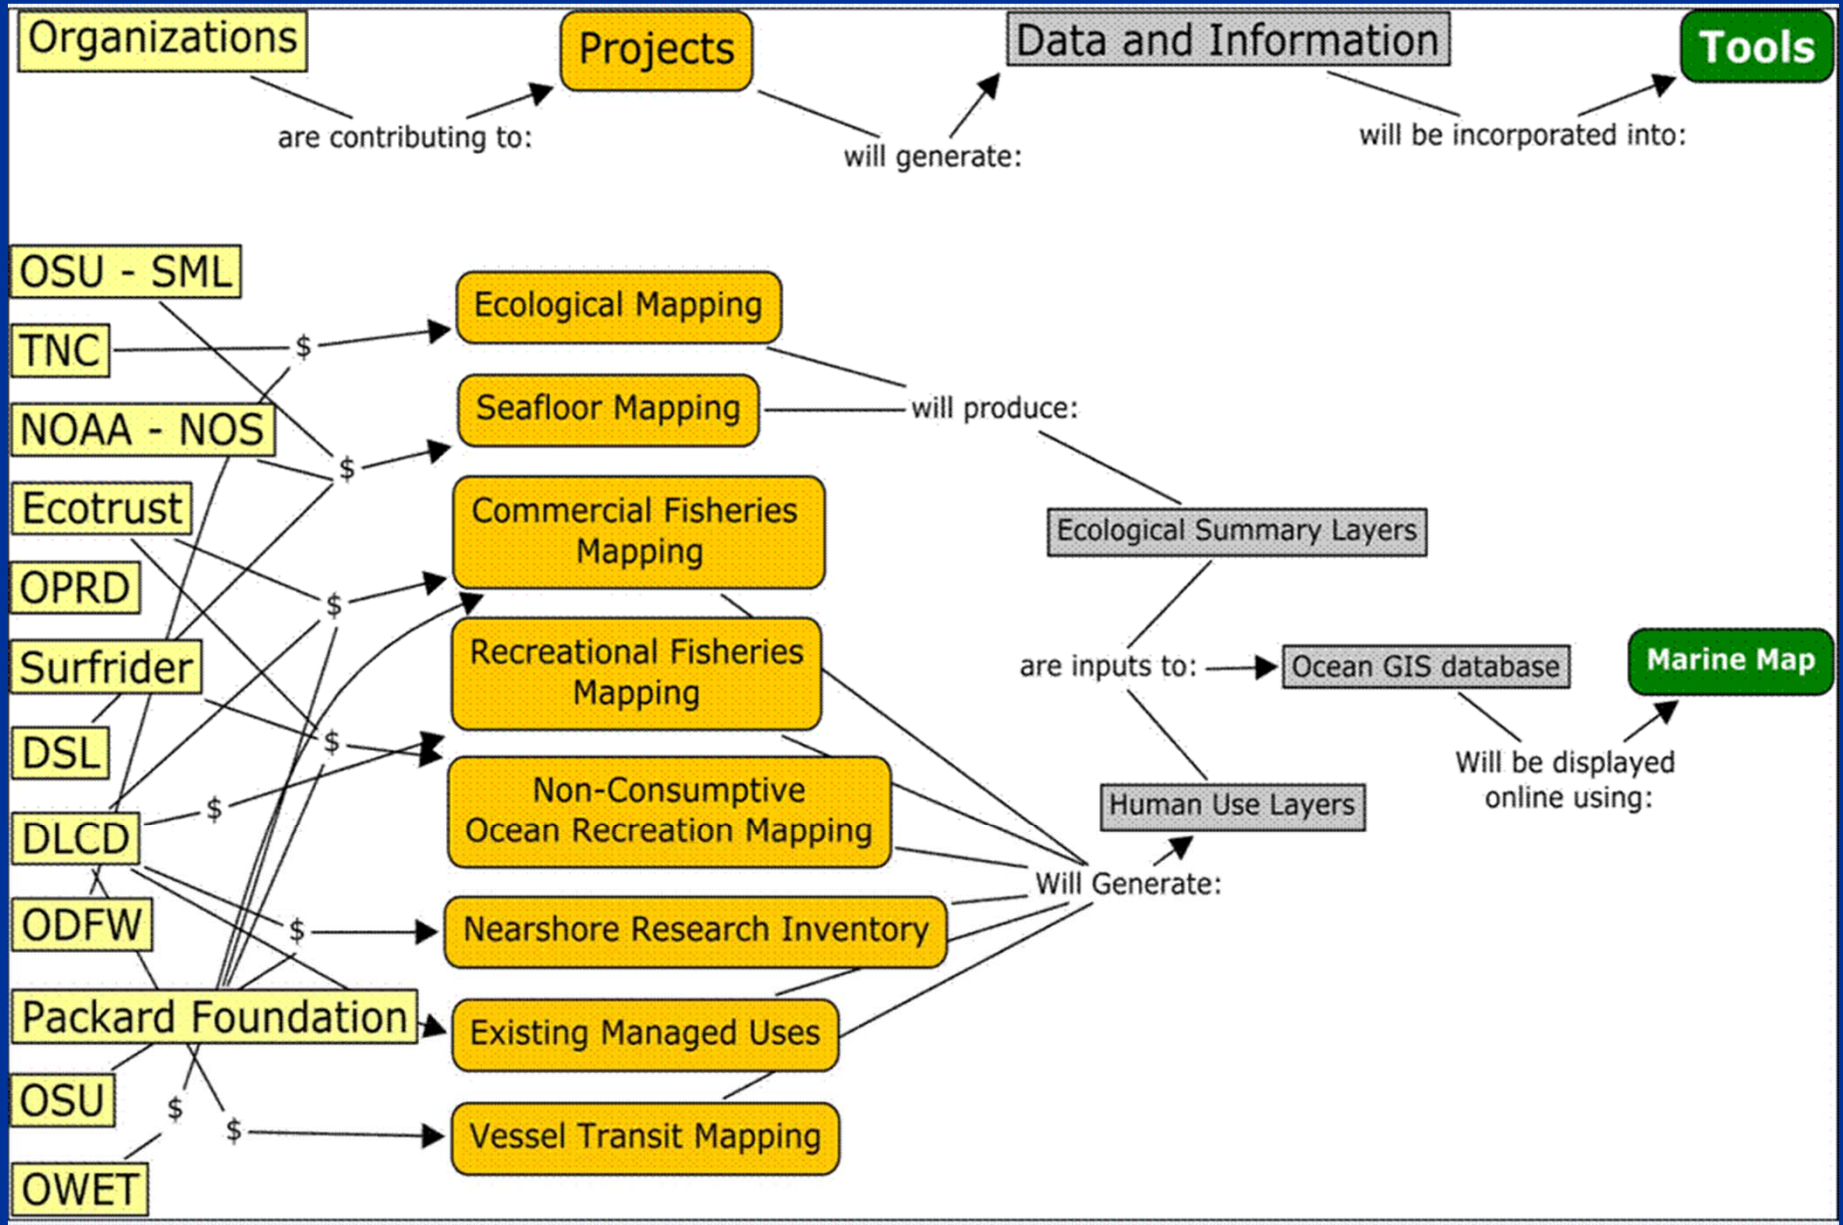 Organizations
Projects
Data and Information
Tools
are contributing to:
will generate:
will be incorporated into:
OSU - SML
TNC
NOAA - NOS
Ecotrust
OPRD
Surfrider
DSL
DLCD
ODFW
Packard Foundation
OSU
OWET
$
$
$
$
$
$
$
$
Ecological Mapping
Seafloor Mapping
Commercial Fisheries
Mapping
Recreational Fisheries
Mapping
Non-Consumptive
Ocean Recreation Mapping
Nearshore Research Inventory
Existing Managed Uses
Vessel Transit Mapping
will produce:
Will Generate:
Ecological Summary Layers
are inputs to:
Human Use Layers
Ocean GIS database
Will be displayed
online using:
Marine Map